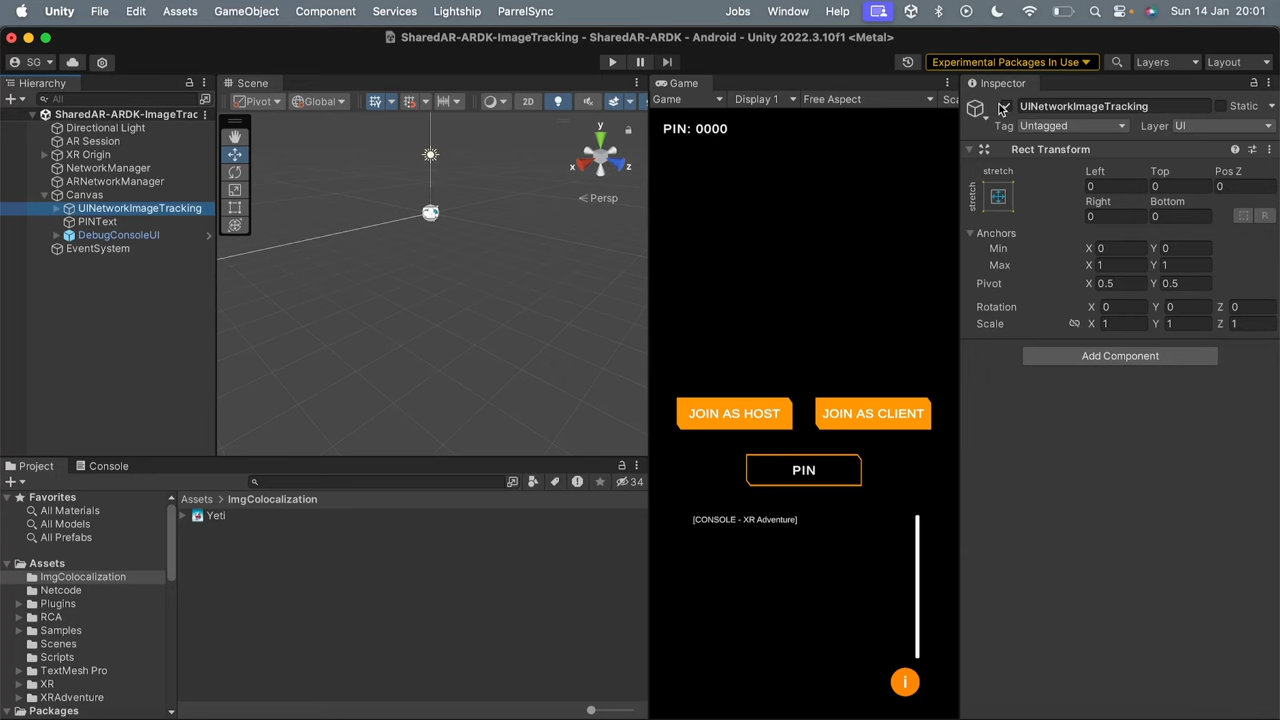 Unity File Edit Assets GameObject Component Services Lightship ParrelSync Jobs Window Help Sun 14 Jan 20:01
SharedAR-ARDK-ImageTracking - SharedAR-ARDK - Android - Unity 2022.3.10f1 <Metal>
SG Experimental Packages In Use Layers Layout
Hierarchy Scene Game Inspector
All Pivot Global 2D Game Display 1 Free Aspect Sca
UINetworkImageTracking Static
SharedAR-ARDK-ImageTrac
Tag Untagged Layer UI
Directional Light
AR Session
XR Origin
NetworkManager
ARNetworkManager
Canvas
UINetworkImageTracking
PINText
DebugConsoleUI
EventSystem
y
x
z
Persp
PIN: 0000
JOIN AS HOST JOIN AS CLIENT
PIN
[CONSOLE - XR Adventure]
i
Rect Transform
stretch Left Top Pos Z
stretch 0 0 0
Right Bottom
0 0 R
Anchors
Min X 0 Y 0
Max X 1 Y 1
Pivot X 0.5 Y 0.5
Rotation X 0 Y 0 Z 0
Scale X 1 Y 1 Z 1
Add Component
Project Console
34
Favorites
All Materials
All Models
All Prefabs
Assets
ImgColocalization
Netcode
Plugins
RCA
Samples
Scenes
Scripts
TextMesh Pro
XR
XRAdventure
Packages
Assets ImgColocalization
Yeti